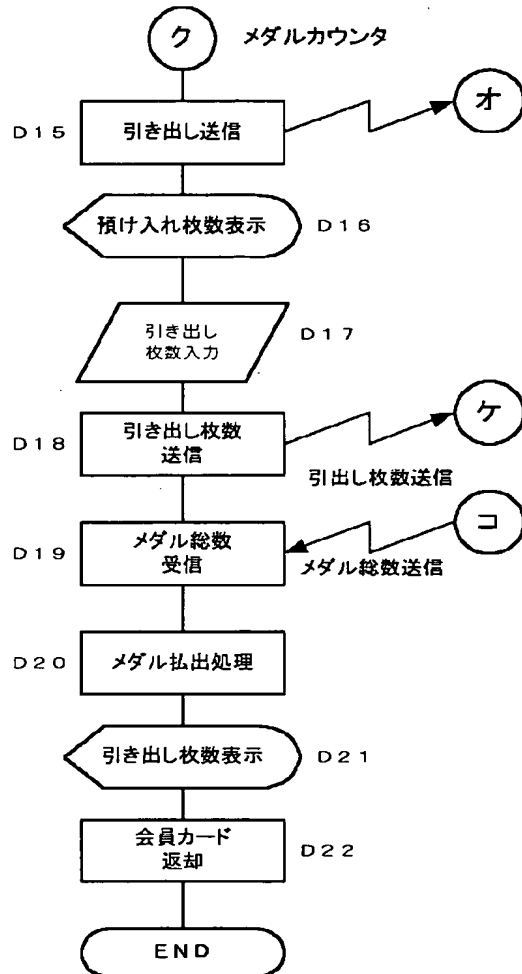 ク
メダルカウンタ
オ
D15
引き出し送信
預け入れ枚数表示
D16
引き出し
枚数入力
D17
D18
引き出し枚数
送信
ケ
引出し枚数送信
D19
メダル総数
受信
コ
メダル総数送信
D20
メダル払出処理
引き出し枚数表示
D21
会員カード
返却
D22
END